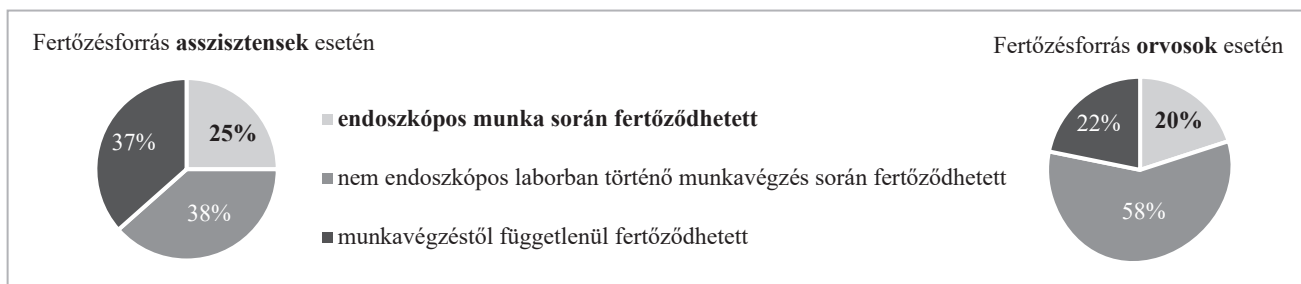 Fertőzésforrás asszisztensek esetén
25%
38%
37%
endoszkópos munka során fertőződhetett
nem endoszkópos laborban történő munkavégzés során fertőződhetett
munkavégzéstől függetlenül fertőződhetett
Fertőzésforrás orvosok esetén
20%
58%
22%